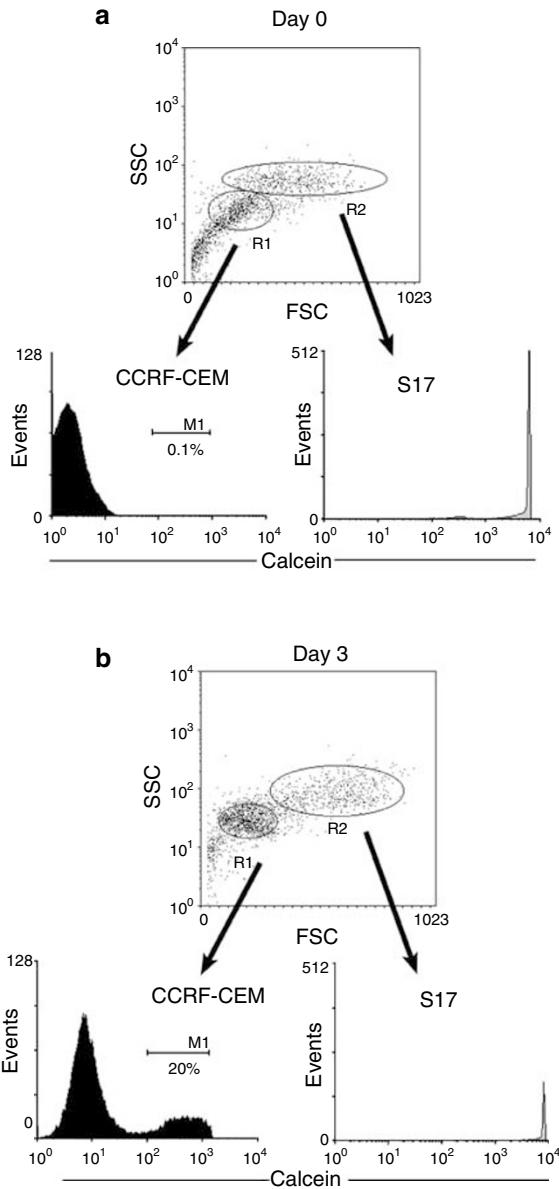 a
Day 0
10^4
10^3
10^2
10^1
10^0
SSC
R1
R2
0
1023
FSC
128
CCRF-CEM
Events
M1
0.1%
0
10^0 10^1 10^2 10^3 10^4
512
S17
Events
0
10^0 10^1 10^2 10^3 10^4
Calcein
b
Day 3
10^4
10^3
10^2
10^1
10^0
SSC
R1
R2
0
1023
FSC
128
CCRF-CEM
Events
M1
20%
0
10^0 10^1 10^2 10^3 10^4
512
S17
Events
0
10^0 10^1 10^2 10^3 10^4
Calcein